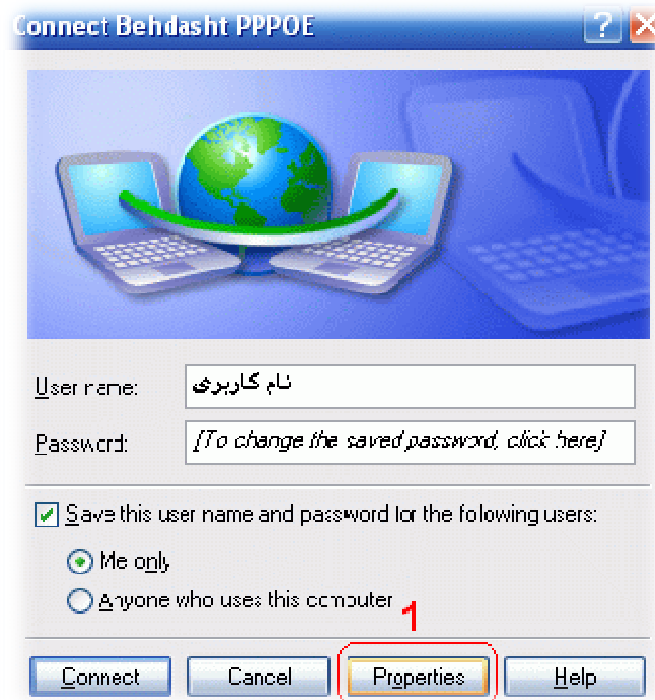 Connect Behdasht PPPOE
User name:
نام کاربری
Password:
[To change the saved password, click here]
Save this user name and password for the following users:
Me only
Anyone who uses this computer
1
Connect Cancel Properties Help